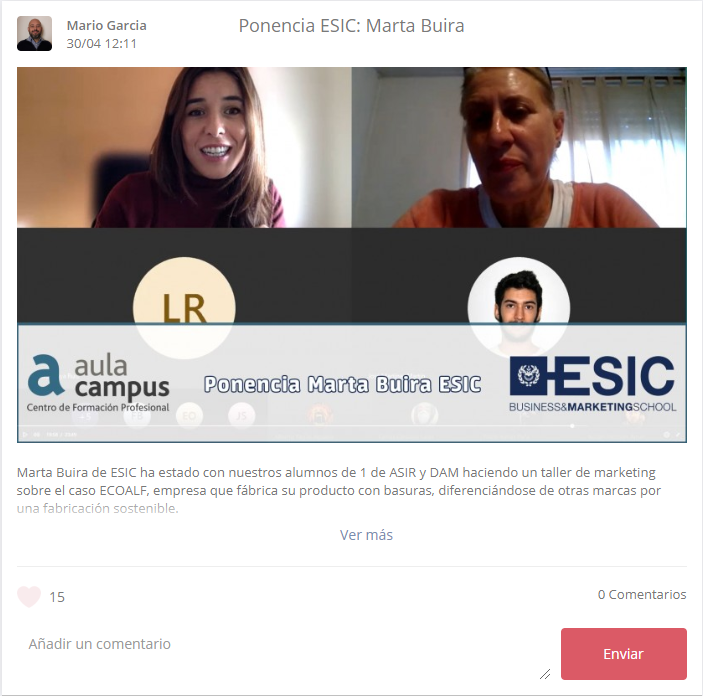 Mario Garcia
30/04 12:11
Ponencia ESIC: Marta Buira
LR
aula
campus
Centro de Formación Profesional
Ponencia Marta Buira ESIC
ESIC
BUSINESS&MARKETINGSCHOOL
EO
JS
Marta Buira de ESIC ha estado con nuestros alumnos de 1 de ASIR y DAM haciendo un taller de marketing
sobre el caso ECOALF, empresa que fábrica su producto con basuras, diferenciándose de otras marcas por
una fabricación sostenible.
Ver más
15
0 Comentarios
Añadir un comentario
Enviar